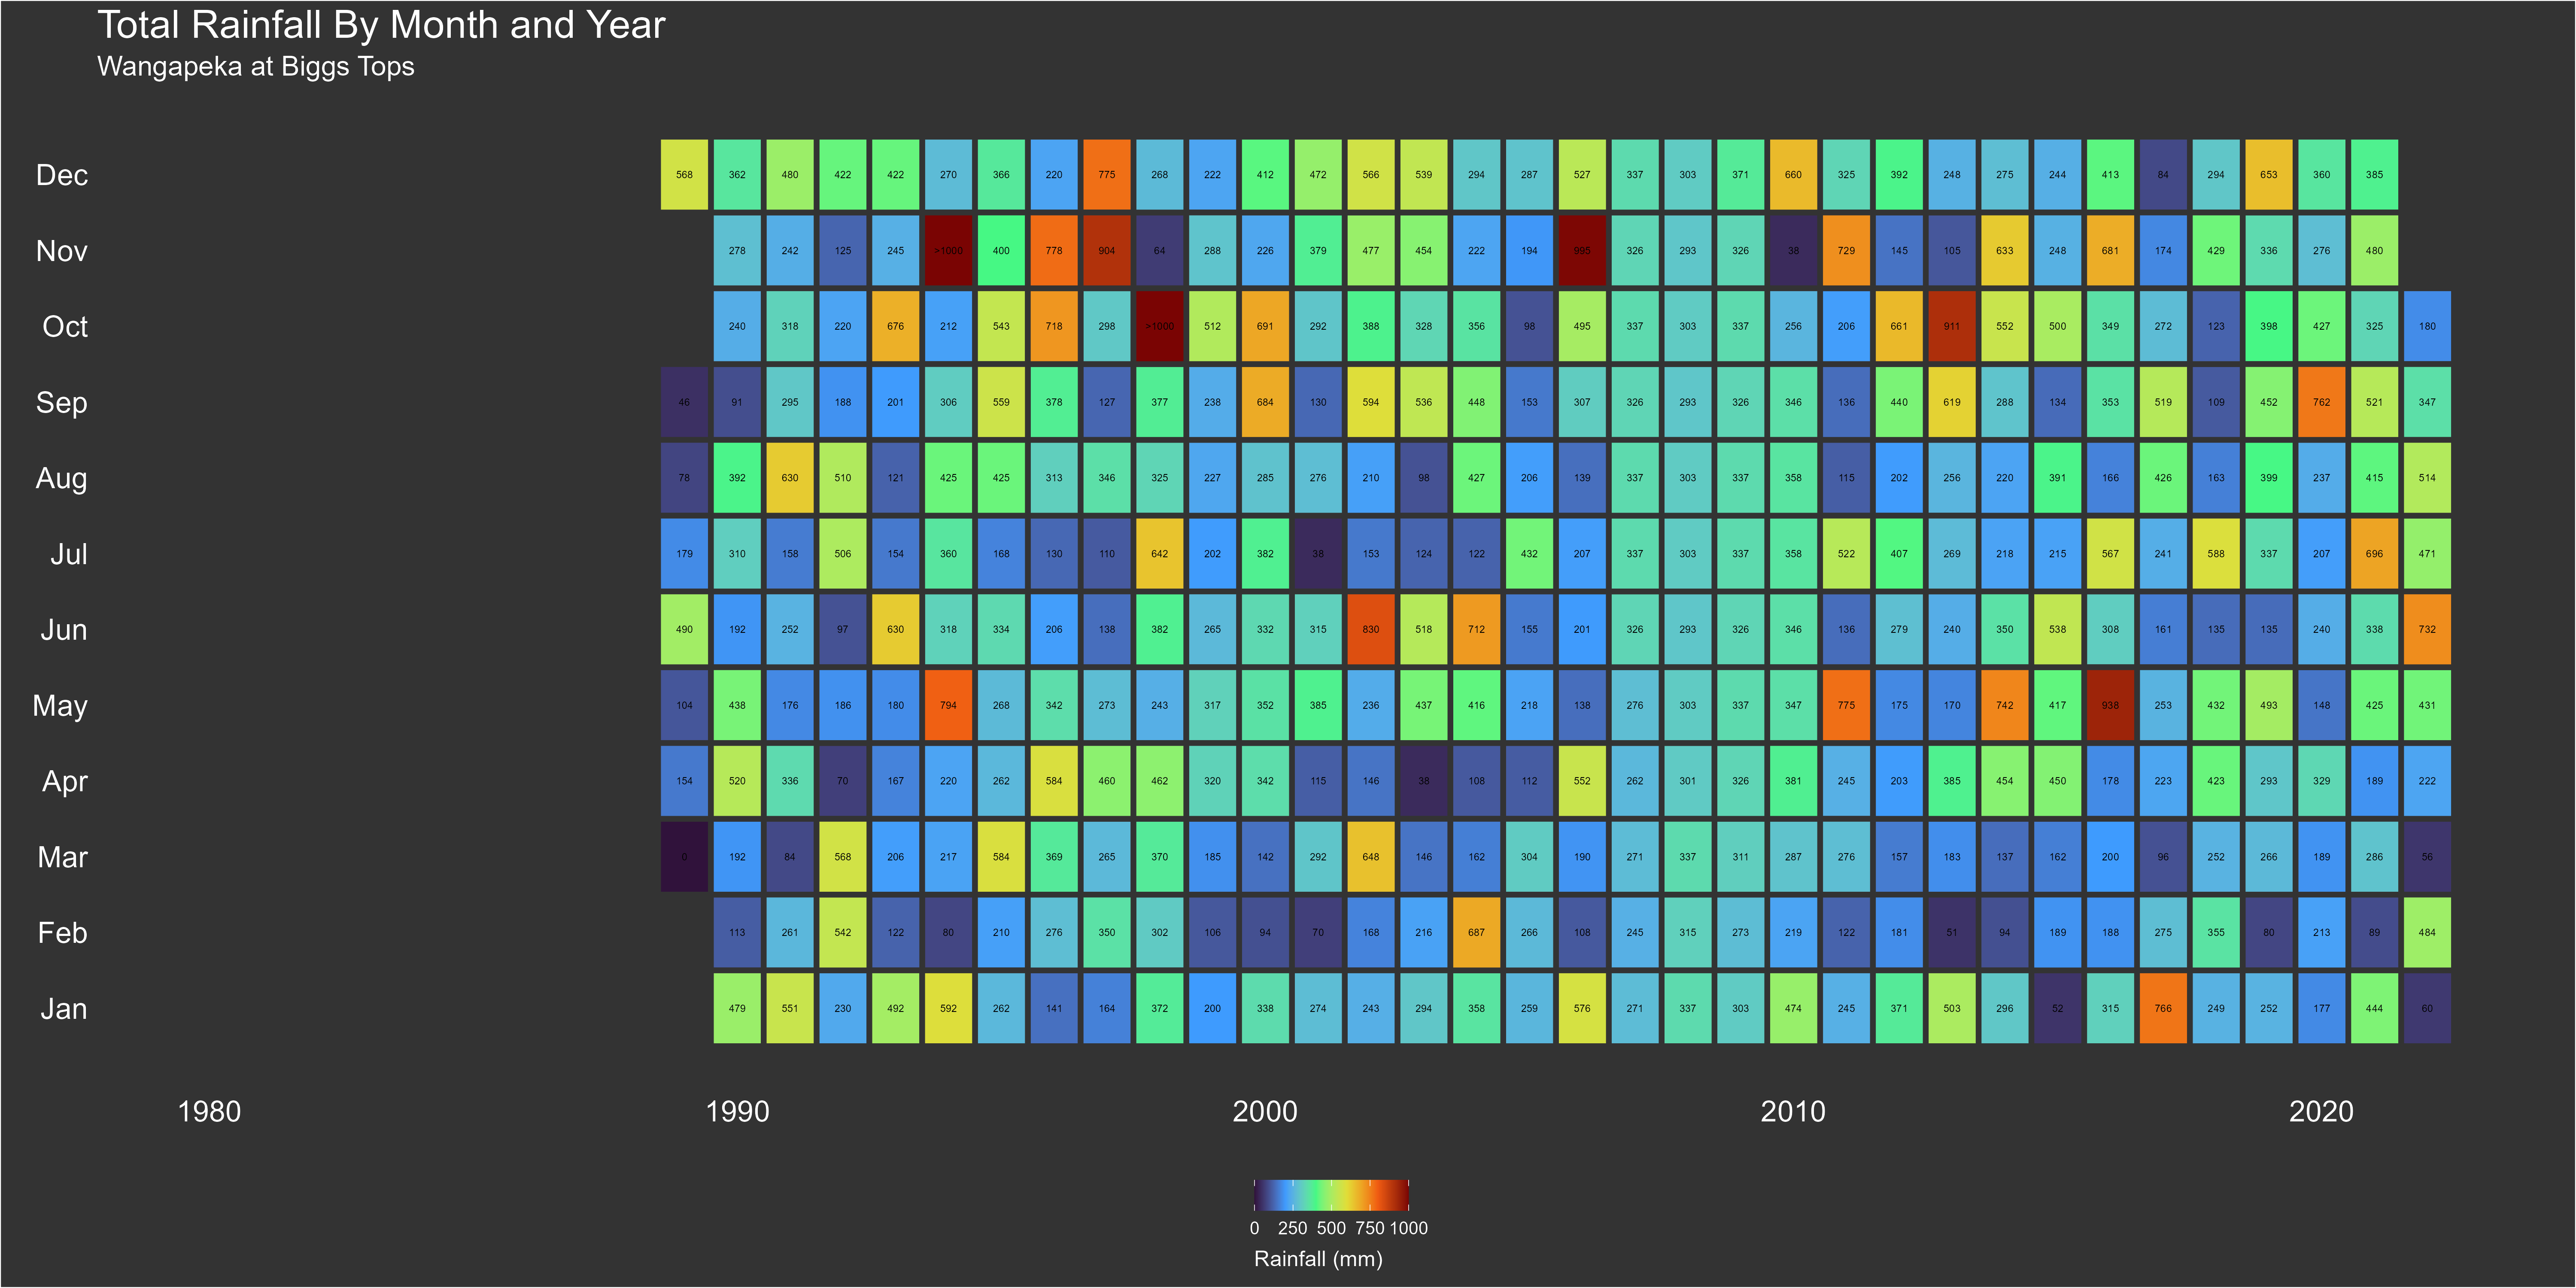 Total Rainfall By Month and Year
Wangapeka at Biggs Tops
Dec 568 362 480 422 422 270 366 220 775 268 222 412 472 566 539 294 287 527 337 303 371 660 325 392 248 275 244 413 84 294 653 360 385
Nov 278 242 125 245 >1000 400 778 904 64 288 226 379 477 454 222 194 995 326 293 326 38 729 145 105 633 248 681 174 429 336 276 480
Oct 240 318 220 676 212 543 718 298 >1000 512 691 292 388 328 356 98 495 337 303 337 256 206 661 911 552 500 349 272 123 398 427 325 180
Sep 46 91 295 188 201 306 559 378 127 377 238 684 130 594 536 448 153 307 326 293 326 346 136 440 619 288 134 353 519 109 452 762 521 347
Aug 78 392 630 510 121 425 425 313 346 325 227 285 276 210 98 427 206 139 337 303 337 358 115 202 256 220 391 166 426 163 399 237 415 514
Jul 179 310 158 506 154 360 168 130 110 642 202 382 38 153 124 122 432 207 337 303 337 358 522 407 269 218 215 567 241 588 337 207 696 471
Jun 490 192 252 97 630 318 334 206 138 382 265 332 315 830 518 712 155 201 326 293 326 346 136 279 240 350 538 308 161 135 135 240 338 732
May 104 438 176 186 180 794 268 342 273 243 317 352 385 236 437 416 218 138 276 303 337 347 775 175 170 742 417 938 253 432 493 148 425 431
Apr 154 520 336 70 167 220 262 584 460 462 320 342 115 146 38 108 112 552 262 301 326 381 245 203 385 454 450 178 223 423 293 329 189 222
Mar 0 192 84 568 206 217 584 369 265 370 185 142 292 648 146 162 304 190 271 337 311 287 276 157 183 137 162 200 96 252 266 189 286 56
Feb 113 261 542 122 80 210 276 350 302 106 94 70 168 216 687 266 108 245 315 273 219 122 181 51 94 189 188 275 355 80 213 89 484
Jan 479 551 230 492 592 262 141 164 372 200 338 274 243 294 358 259 576 271 337 303 474 245 371 503 296 52 315 766 249 252 177 444 60
1980 1990 2000 2010 2020
0 250 500 750 1000
Rainfall (mm)